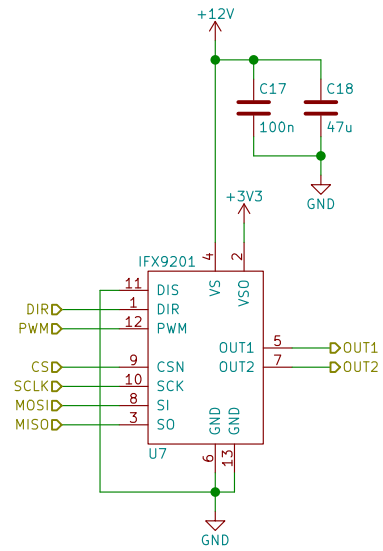 +12V
C17
100n
C18
47u
GND
+3V3
IFX9201
4
VS
2
VSO
11 DIS
DIR 1 DIR
PWM 12 PWM
OUT1 5 OUT1
OUT2 7 OUT2
CS 9 CSN
SCLK 10 SCK
MOSI 8 SI
MISO 3 SO
GND
GND
U7
6
13
GND